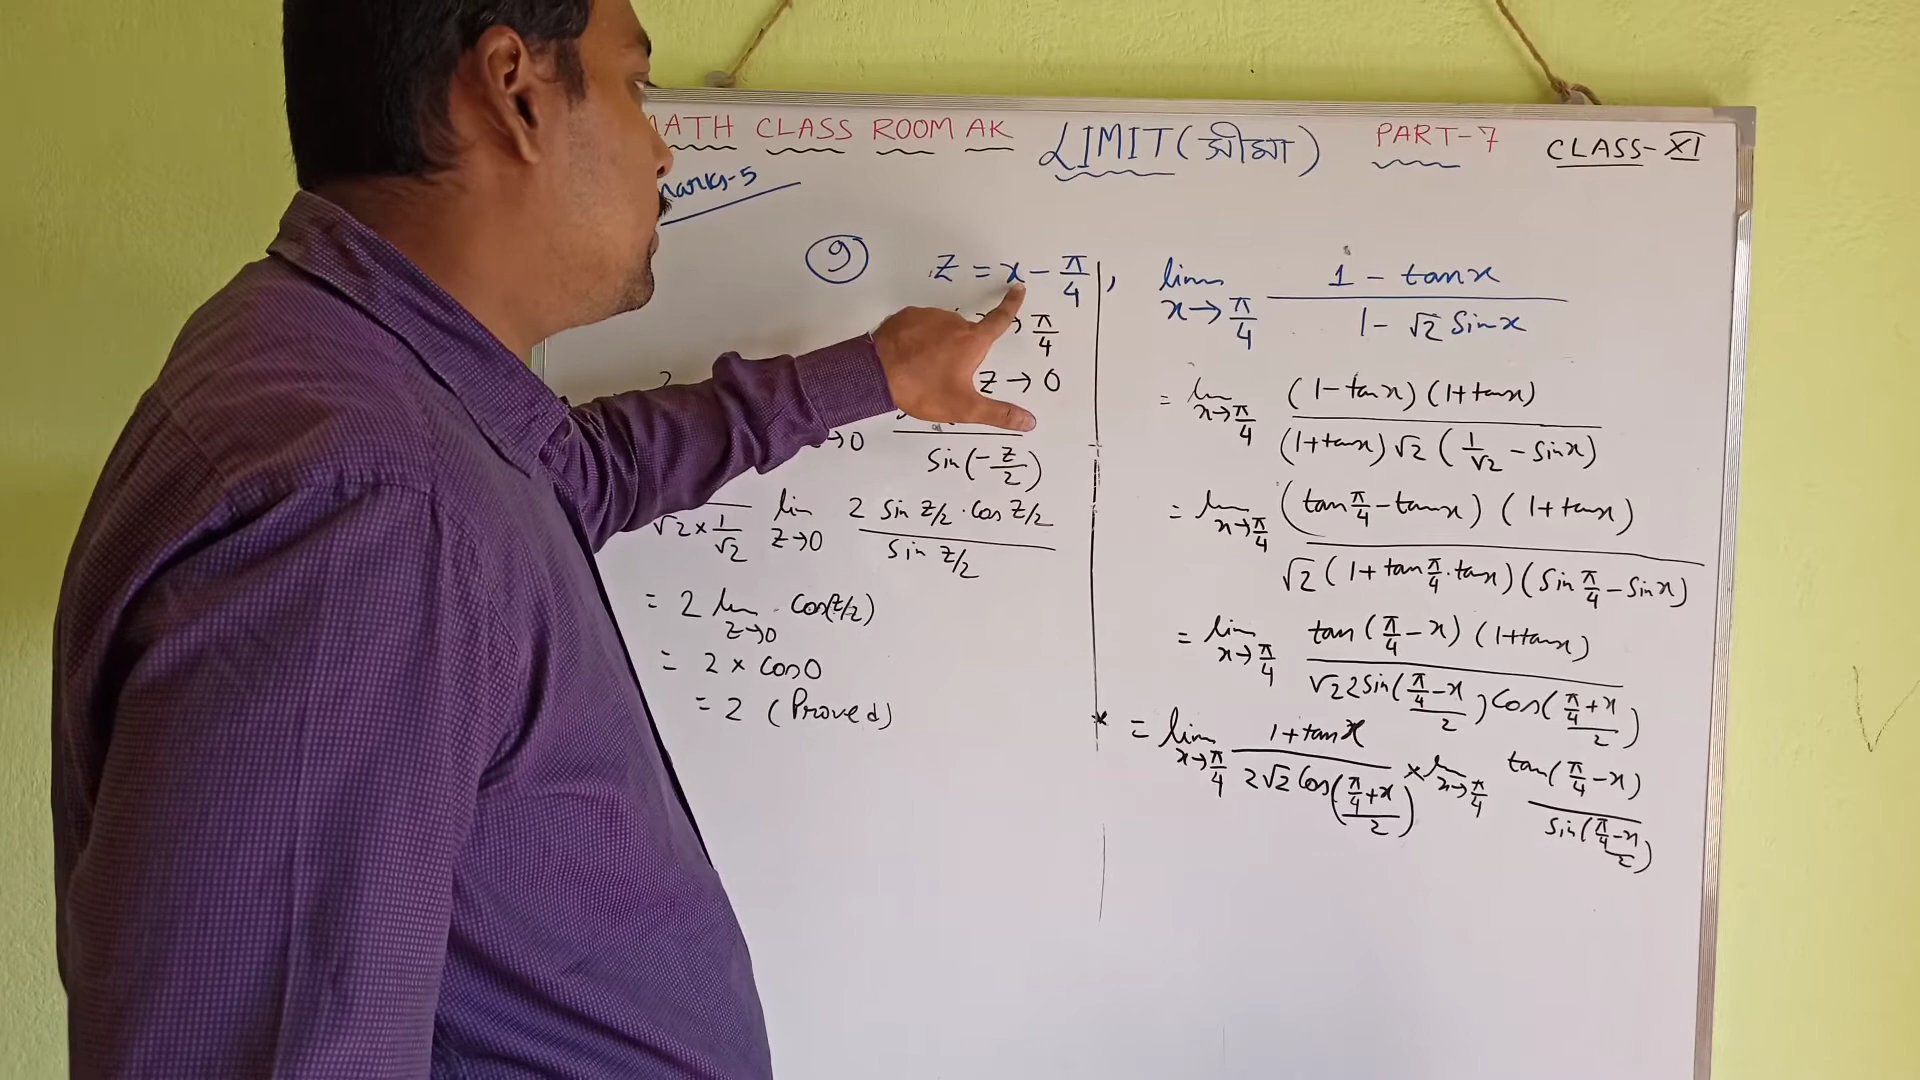 MATH CLASS ROOM AK LIMIT (সীমা) PART-7 CLASS-XI
marks-5
9 z = x - π/4, lim x→π/4 (1 - tanx)/(1 - √2 Sinx)
→ π/4
z → 0
= lim x→π/4 (1-tanx)(1+tanx)/((1+tanx)√2(1/√2 - Sinx))
→0 Sin(-z/2)
= lim x→π/4 (tan π/4 - tanx)(1+tanx)/(√2(1+tan π/4·tanx)(Sin π/4 - Sinx))
√2 × 1/√2 lim z→0 (2 Sin z/2 · Cos z/2)/(Sin z/2)
= 2 lim z→0 Cos(z/2)
= 2 × Cos0
= 2 (Proved)
= lim x→π/4 tan(π/4 - x)(1+tanx)/(√2 2Sin((π/4 - x)/2) Cos((π/4 + x)/2))
= lim x→π/4 (1+tanx)/(2√2 Cos((π/4 + x)/2)) × lim x→π/4 tan(π/4 - x)/Sin((π/4 - x)/2)